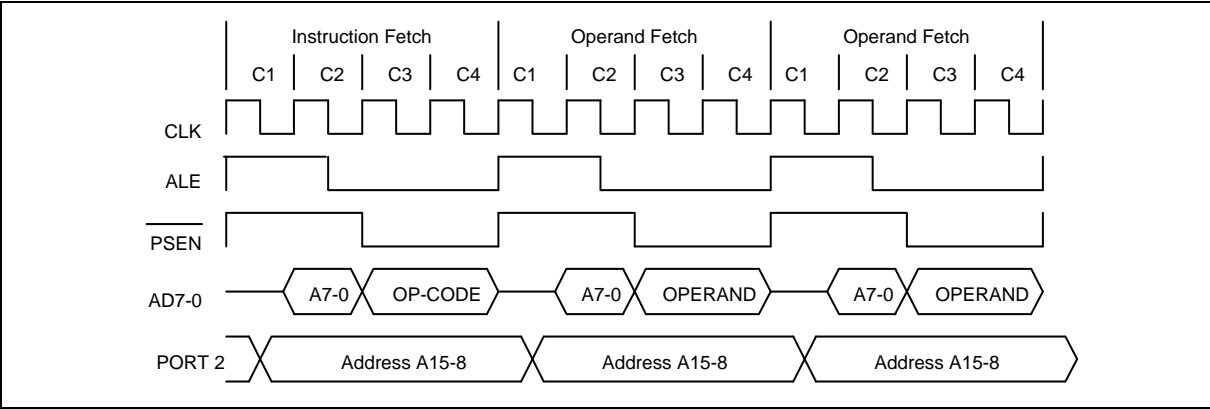 Instruction Fetch Operand Fetch Operand Fetch
C1 C2 C3 C4 C1 C2 C3 C4 C1 C2 C3 C4
CLK
ALE
PSEN
AD7-0 A7-0 OP-CODE A7-0 OPERAND A7-0 OPERAND
PORT 2 Address A15-8 Address A15-8 Address A15-8